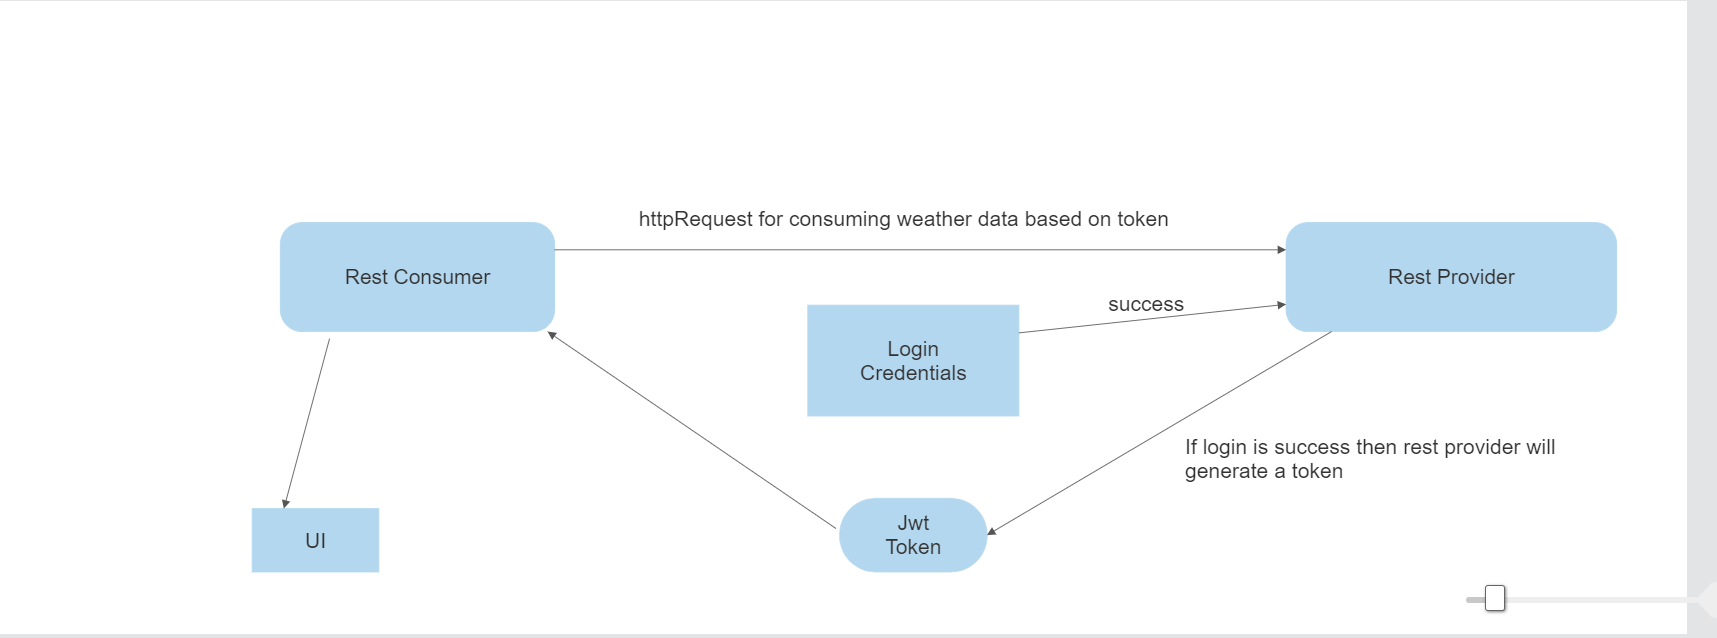 httpRequest for consuming weather data based on token
Rest Consumer
Rest Provider
success
Login
Credentials
If login is success then rest provider will
generate a token
Jwt
Token
UI